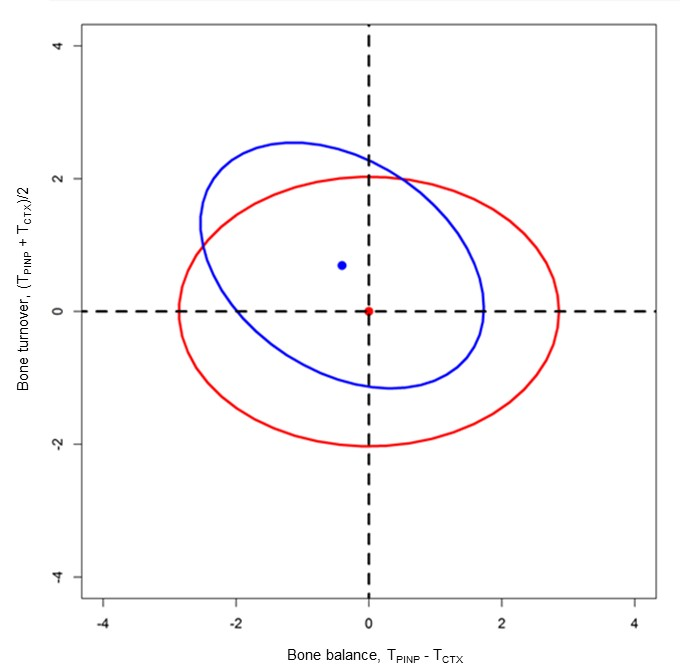 4
2
0
-2
-4
Bone turnover, (TPINP + TCTX)/2
-4 -2 0 2 4
Bone balance, TPINP - TCTX